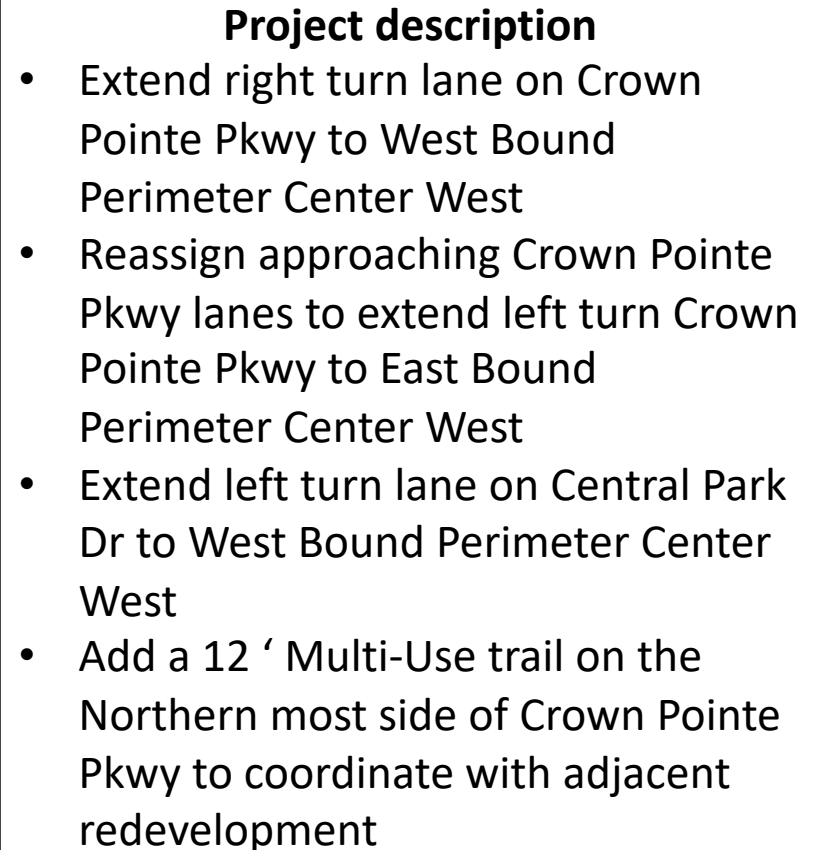 Project description
• Extend right turn lane on Crown
Pointe Pkwy to West Bound
Perimeter Center West
• Reassign approaching Crown Pointe
Pkwy lanes to extend left turn Crown
Pointe Pkwy to East Bound
Perimeter Center West
• Extend left turn lane on Central Park
Dr to West Bound Perimeter Center
West
• Add a 12 ‘ Multi-Use trail on the
Northern most side of Crown Pointe
Pkwy to coordinate with adjacent
redevelopment